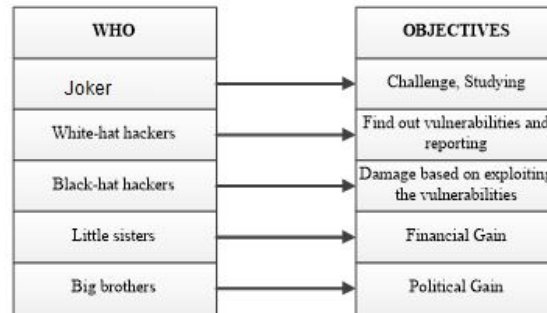 WHO OBJECTIVES
Joker Challenge, Studying
White-hat hackers Find out vulnerabilities and
reporting
Black-hat hackers Damage based on exploiting
the vulnerabilities
Little sisters Financial Gain
Big brothers Political Gain